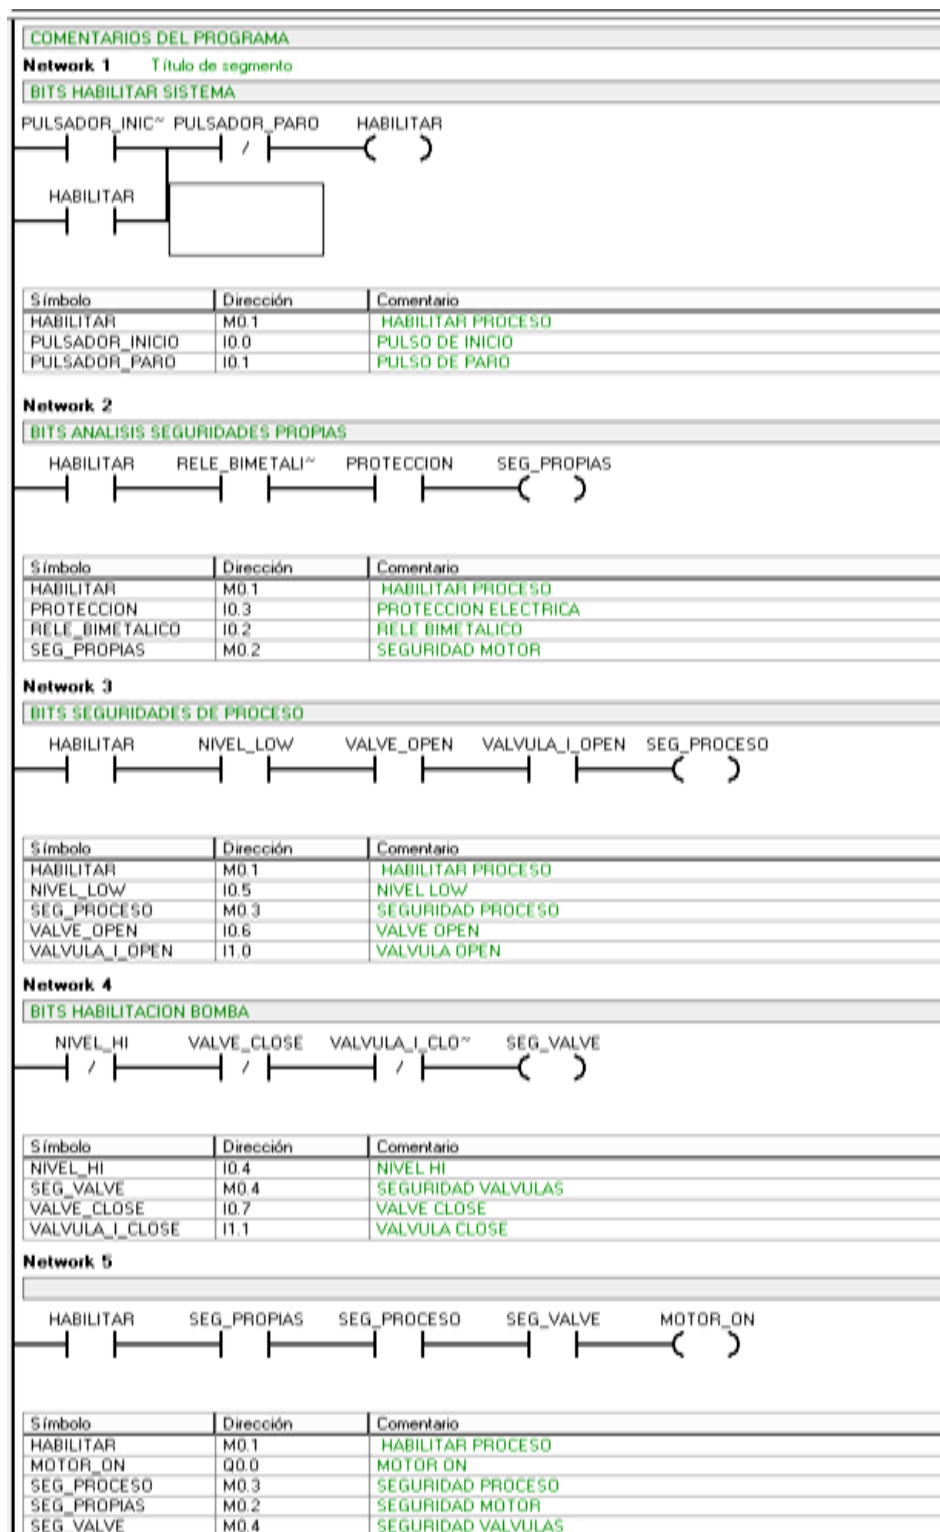 COMENTARIOS DEL PROGRAMA
Network 1 Título de segmento
BITS HABILITAR SISTEMA
PULSADOR_INIC~ PULSADOR_PARO HABILITAR
HABILITAR
Símbolo Dirección Comentario
HABILITAR M0.1 HABILITAR PROCESO
PULSADOR_INICIO I0.0 PULSO DE INICIO
PULSADOR_PARO I0.1 PULSO DE PARO
Network 2
BITS ANALISIS SEGURIDADES PROPIAS
HABILITAR RELE_BIMETALI~ PROTECCION SEG_PROPIAS
Símbolo Dirección Comentario
HABILITAR M0.1 HABILITAR PROCESO
PROTECCION I0.3 PROTECCION ELECTRICA
RELE_BIMETALICO I0.2 RELE BIMETALICO
SEG_PROPIAS M0.2 SEGURIDAD MOTOR
Network 3
BITS SEGURIDADES DE PROCESO
HABILITAR NIVEL_LOW VALVE_OPEN VALVULA_I_OPEN SEG_PROCESO
Símbolo Dirección Comentario
HABILITAR M0.1 HABILITAR PROCESO
NIVEL_LOW I0.5 NIVEL LOW
SEG_PROCESO M0.3 SEGURIDAD PROCESO
VALVE_OPEN I0.6 VALVE OPEN
VALVULA_I_OPEN I1.0 VALVULA OPEN
Network 4
BITS HABILITACION BOMBA
NIVEL_HI VALVE_CLOSE VALVULA_I_CLO~ SEG_VALVE
Símbolo Dirección Comentario
NIVEL_HI I0.4 NIVEL HI
SEG_VALVE M0.4 SEGURIDAD VALVULAS
VALVE_CLOSE I0.7 VALVE CLOSE
VALVULA_I_CLOSE I1.1 VALVULA CLOSE
Network 5
HABILITAR SEG_PROPIAS SEG_PROCESO SEG_VALVE MOTOR_ON
Símbolo Dirección Comentario
HABILITAR M0.1 HABILITAR PROCESO
MOTOR_ON Q0.0 MOTOR ON
SEG_PROCESO M0.3 SEGURIDAD PROCESO
SEG_PROPIAS M0.2 SEGURIDAD MOTOR
SEG_VALVE M0.4 SEGURIDAD VALVULAS